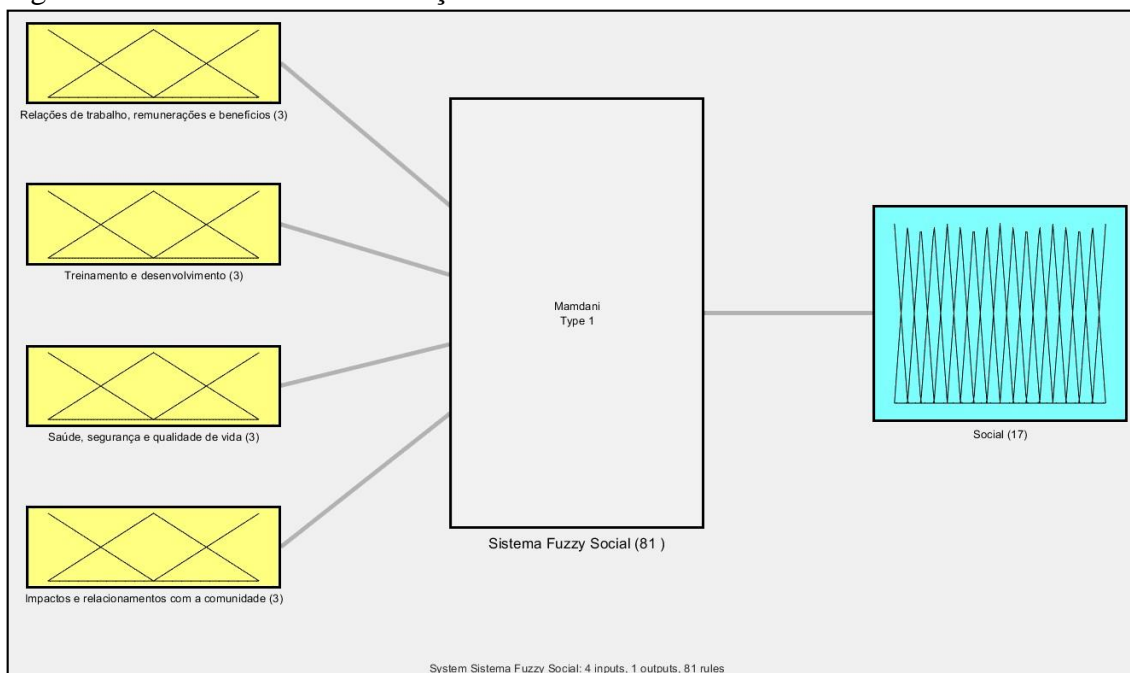 Relações de trabalho, remunerações e benefícios (3)
Treinamento e desenvolvimento (3)
Saúde, segurança e qualidade de vida (3)
Impactos e relacionamentos com a comunidade (3)
Mamdani
Type 1
Sistema Fuzzy Social (81 )
Social (17)
System Sistema Fuzzy Social: 4 inputs, 1 outputs, 81 rules